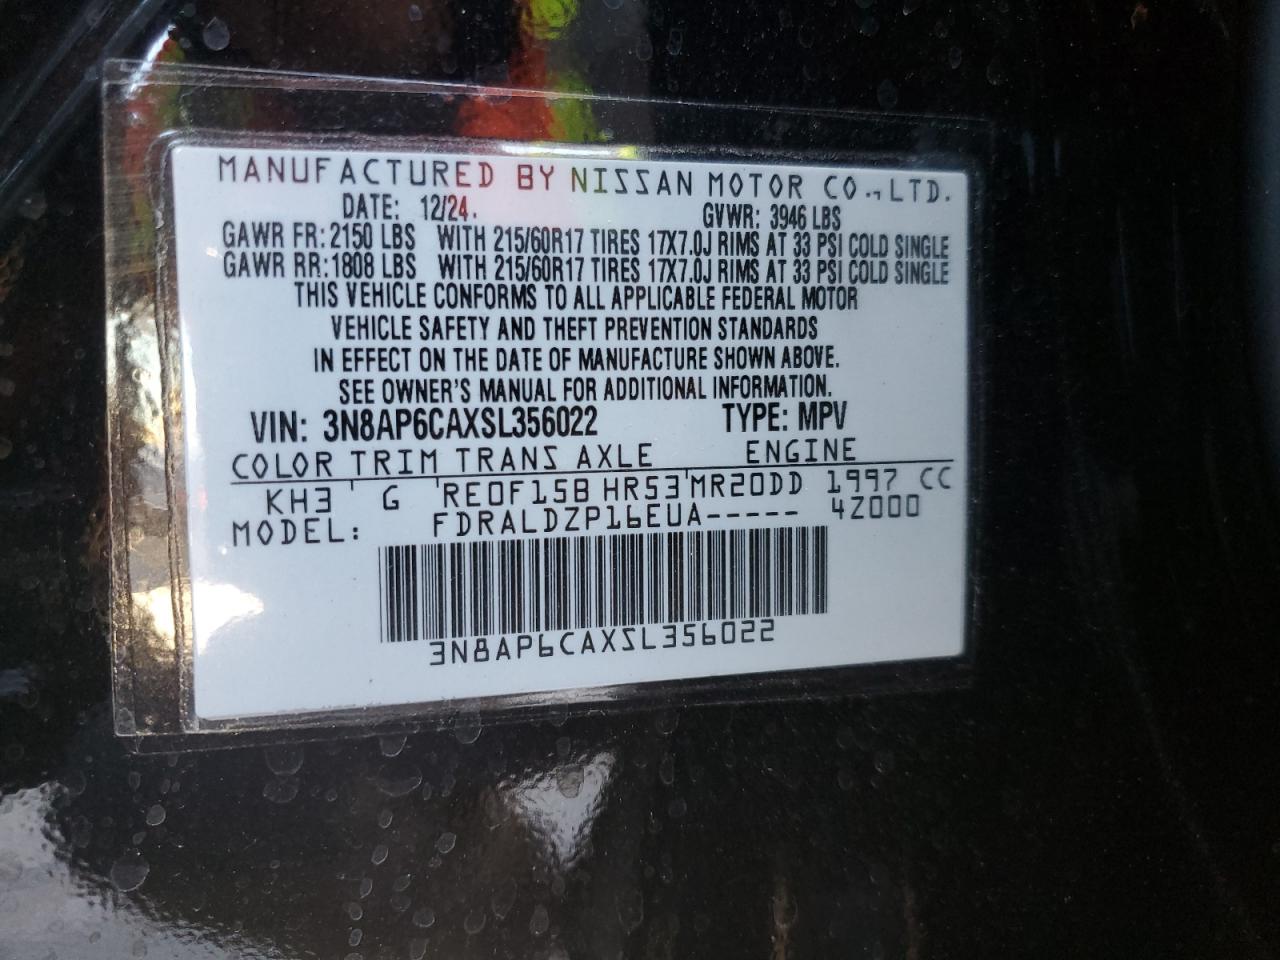 MANUFACTURED BY NISSAN MOTOR CO., LTD.
DATE: 12/24. GVWR: 3946 LBS
GAWR FR: 2150 LBS WITH 215/60R17 TIRES 17X7.0J RIMS AT 33 PSI COLD SINGLE
GAWR RR: 1808 LBS WITH 215/60R17 TIRES 17X7.0J RIMS AT 33 PSI COLD SINGLE
THIS VEHICLE CONFORMS TO ALL APPLICABLE FEDERAL MOTOR
VEHICLE SAFETY AND THEFT PREVENTION STANDARDS
IN EFFECT ON THE DATE OF MANUFACTURE SHOWN ABOVE.
SEE OWNER'S MANUAL FOR ADDITIONAL INFORMATION.
VIN: 3N8AP6CAXSL356022 TYPE: MPV
COLOR TRIM TRANS AXLE ENGINE
KH3 G RE0F15B HR53 MR20DD 1997 CC
MODEL: FDRALDZP16EUA----- 4Z000
3N8AP6CAXSL356022